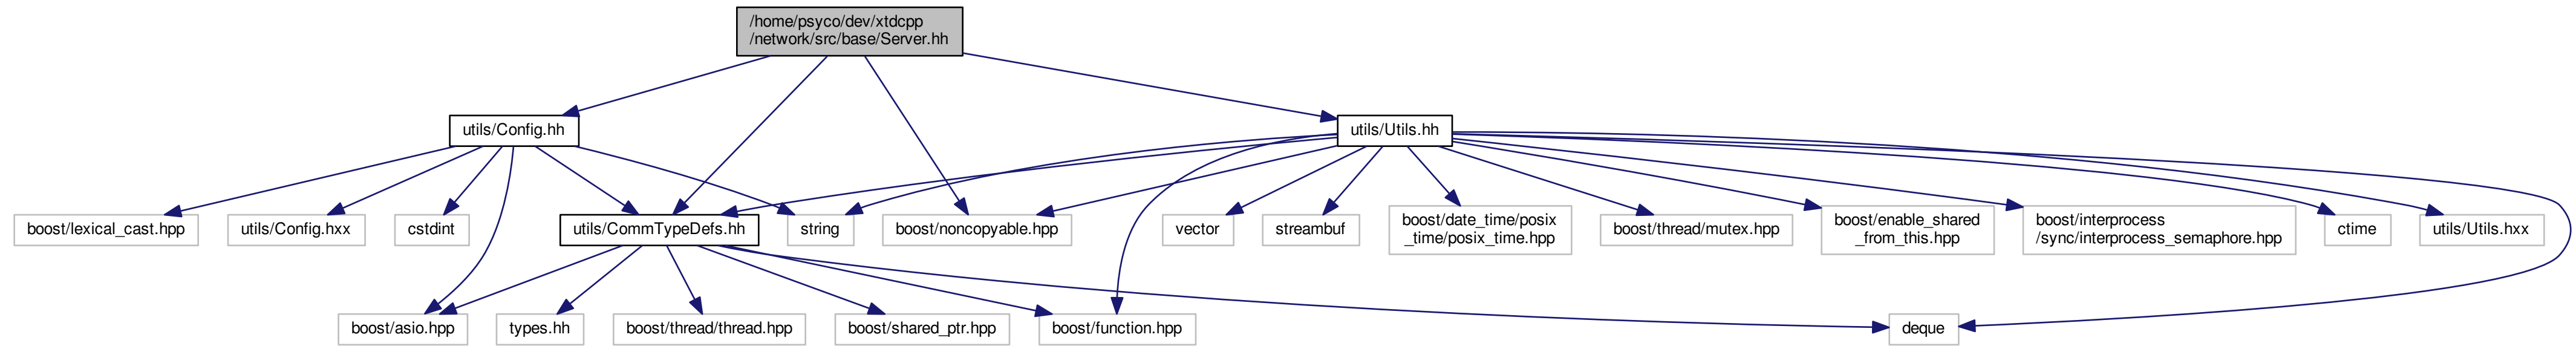 /home/psyco/dev/xtdcpp
/network/src/base/Server.hh
utils/Config.hh
utils/Utils.hh
boost/lexical_cast.hpp
utils/Config.hxx
cstdint
utils/CommTypeDefs.hh
string
boost/noncopyable.hpp
vector
streambuf
boost/date_time/posix
_time/posix_time.hpp
boost/thread/mutex.hpp
boost/enable_shared
_from_this.hpp
boost/interprocess
/sync/interprocess_semaphore.hpp
ctime
utils/Utils.hxx
boost/asio.hpp
types.hh
boost/thread/thread.hpp
boost/shared_ptr.hpp
boost/function.hpp
deque